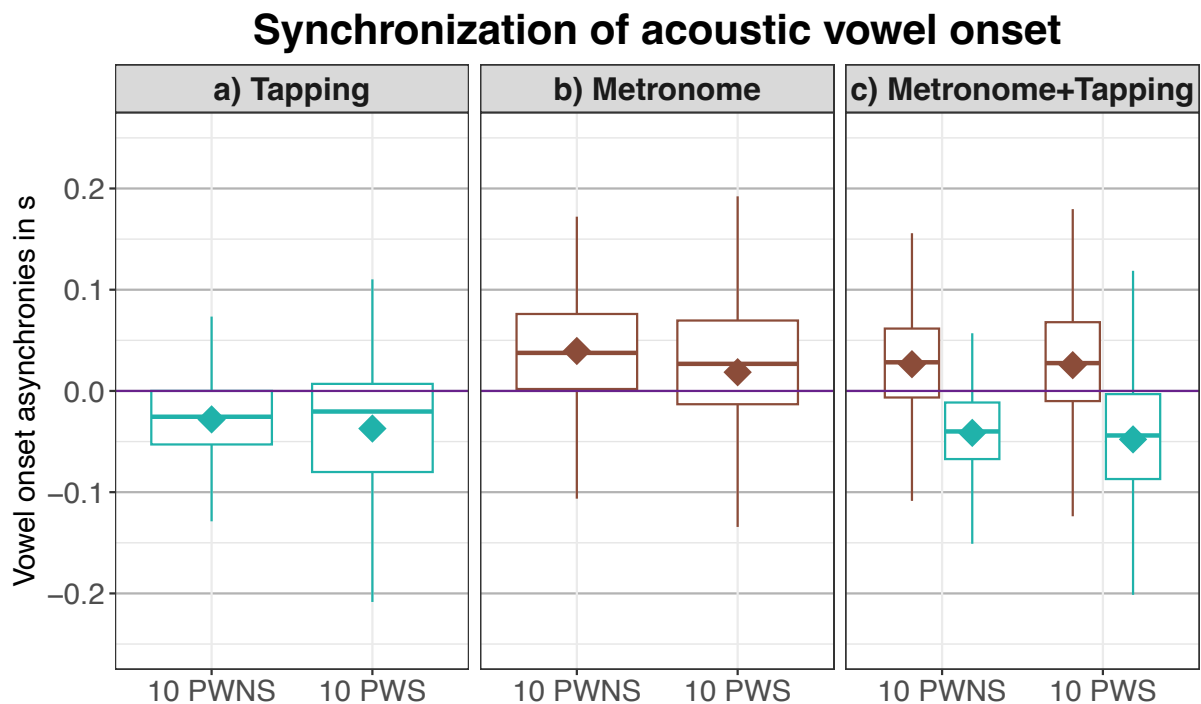 Synchronization of acoustic vowel onset
a) Tapping
b) Metronome
c) Metronome+Tapping
Vowel onset asynchronies in s
0.2
0.1
0.0
−0.1
−0.2
10 PWNS
10 PWS
10 PWNS
10 PWS
10 PWNS
10 PWS